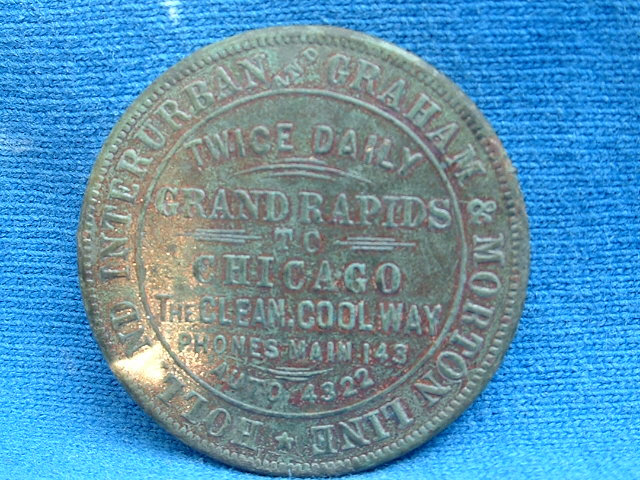 HOLLAND INTERURBAN AND GRAHAM & MORTON LINE
TWICE DAILY
GRAND RAPIDS
TO
CHICAGO
THE CLEAN, COOL WAY
PHONES-MAIN 143
AUTO 4322